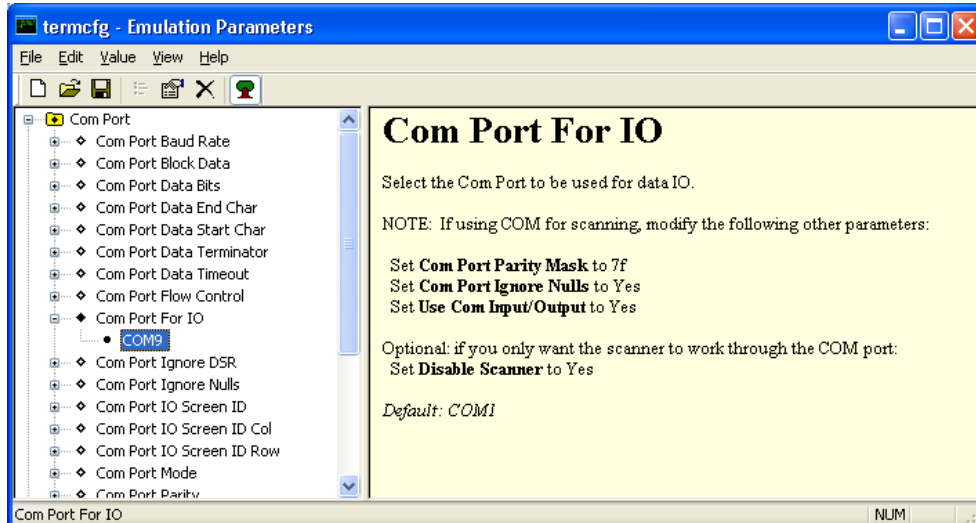 termcfg - Emulation Parameters
File Edit Value View Help
Com Port
Com Port Baud Rate
Com Port Block Data
Com Port Data Bits
Com Port Data End Char
Com Port Data Start Char
Com Port Data Terminator
Com Port Data Timeout
Com Port Flow Control
Com Port For IO
COM9
Com Port Ignore DSR
Com Port Ignore Nulls
Com Port IO Screen ID
Com Port IO Screen ID Col
Com Port IO Screen ID Row
Com Port Mode
Com Port Parity
Com Port For IO
Select the Com Port to be used for data IO.
NOTE: If using COM for scanning, modify the following other parameters:
Set Com Port Parity Mask to 7f
Set Com Port Ignore Nulls to Yes
Set Use Com Input/Output to Yes
Optional: if you only want the scanner to work through the COM port:
Set Disable Scanner to Yes
Default: COM1
Com Port For IO
NUM